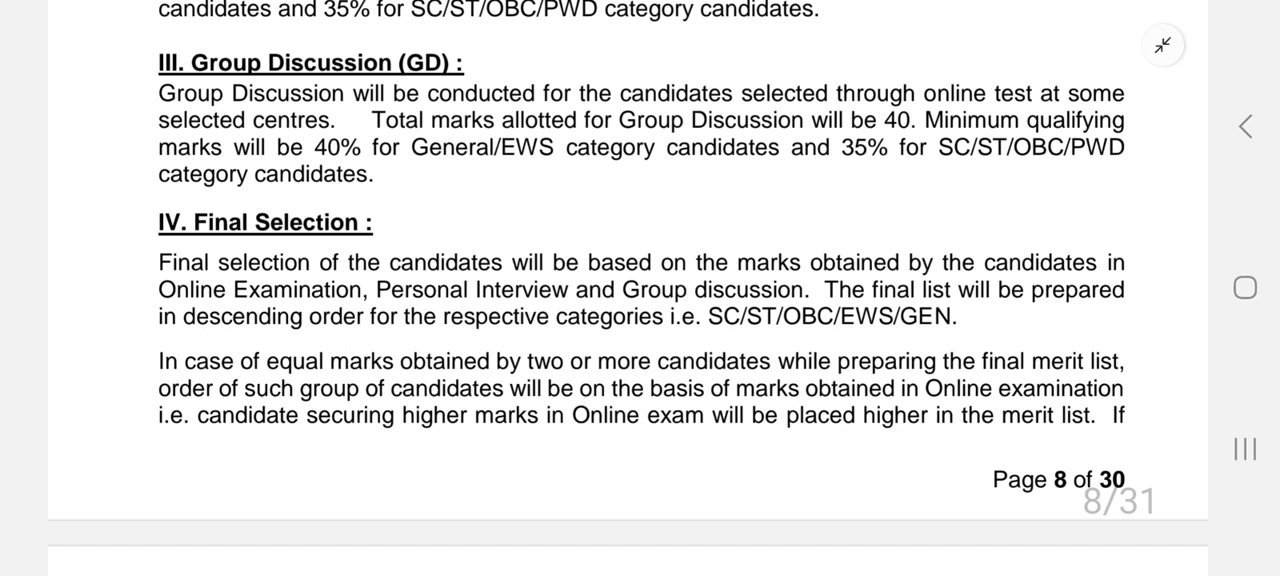 candidates and 35% for SC/ST/OBC/PWD category candidates.
III. Group Discussion (GD) :
Group Discussion will be conducted for the candidates selected through online test at some
selected centres. Total marks allotted for Group Discussion will be 40. Minimum qualifying
marks will be 40% for General/EWS category candidates and 35% for SC/ST/OBC/PWD
category candidates.
IV. Final Selection :
Final selection of the candidates will be based on the marks obtained by the candidates in
Online Examination, Personal Interview and Group discussion. The final list will be prepared
in descending order for the respective categories i.e. SC/ST/OBC/EWS/GEN.
In case of equal marks obtained by two or more candidates while preparing the final merit list,
order of such group of candidates will be on the basis of marks obtained in Online examination
i.e. candidate securing higher marks in Online exam will be placed higher in the merit list. If
Page 8 of 30
8/31